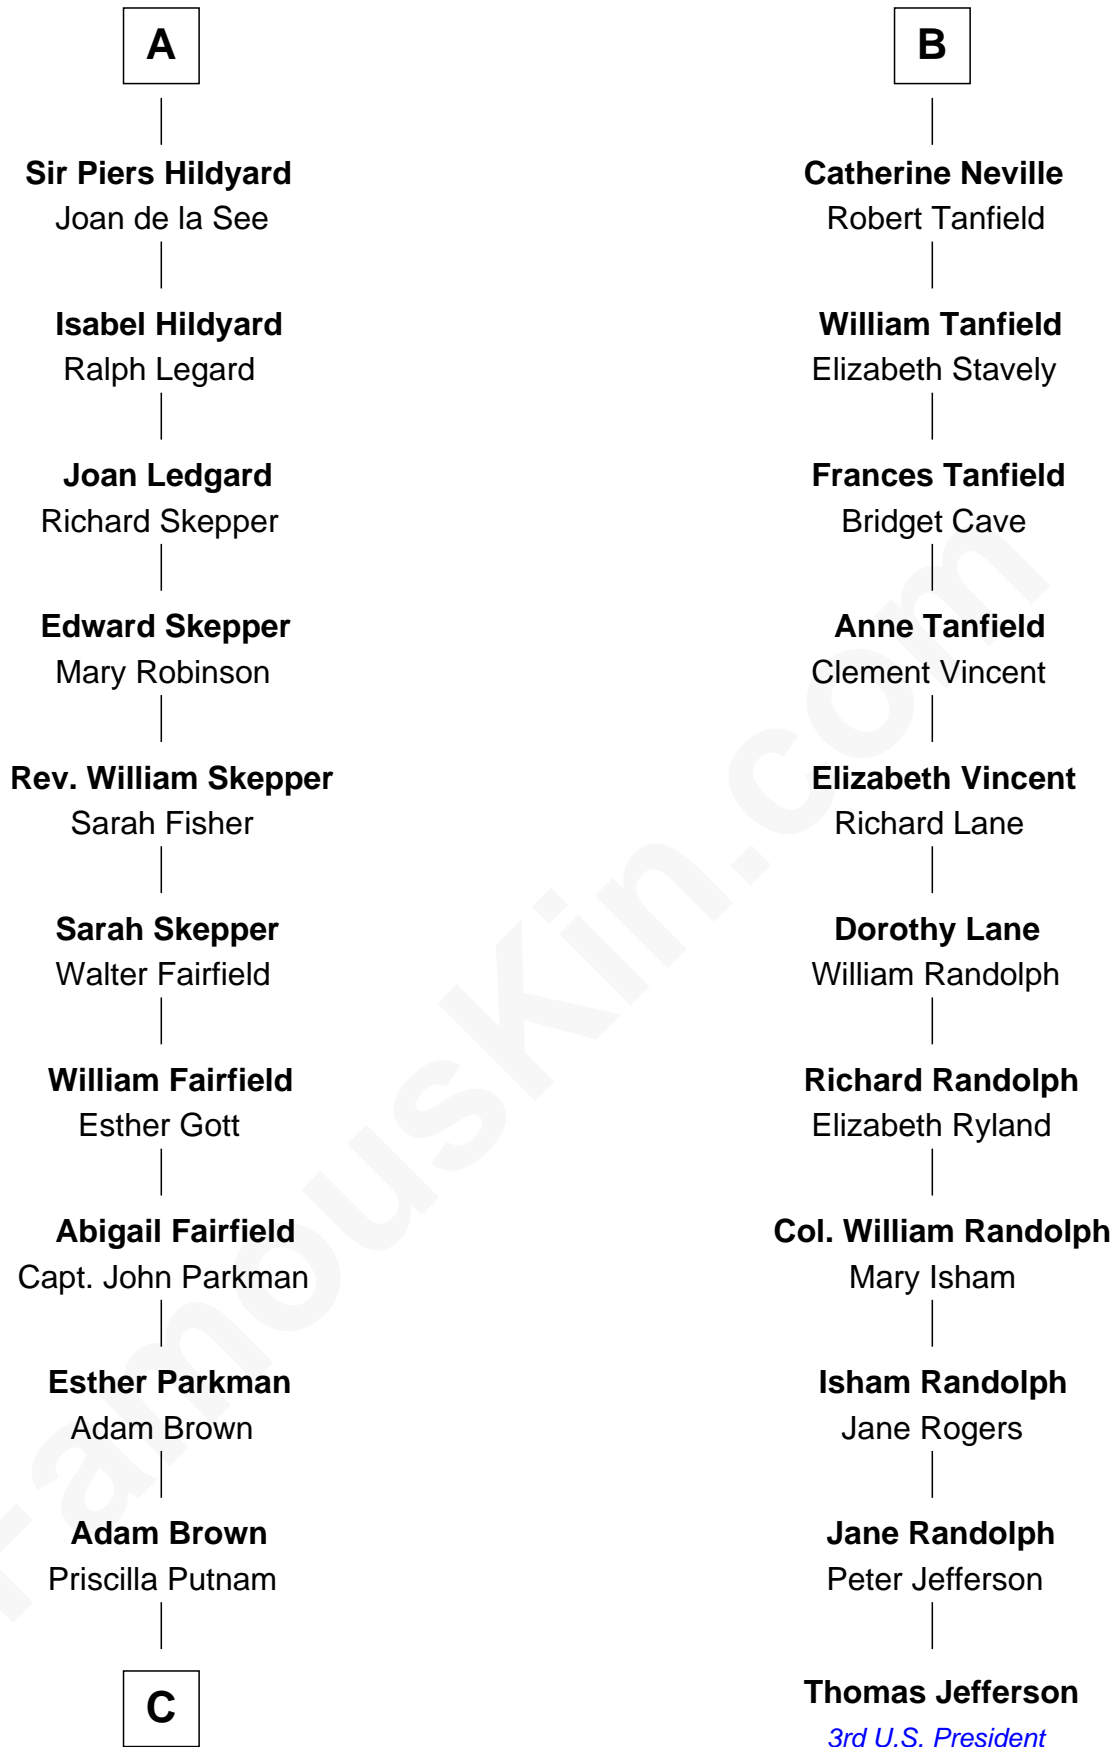 A
Sir Piers Hildyard
Joan de la See
Isabel Hildyard
Ralph Legard
Joan Ledgard
Richard Skepper
Edward Skepper
Mary Robinson
Rev. William Skepper
Sarah Fisher
Sarah Skepper
Walter Fairfield
William Fairfield
Esther Gott
Abigail Fairfield
Capt. John Parkman
Esther Parkman
Adam Brown
Adam Brown
Priscilla Putnam
C
B
Catherine Neville
Robert Tanfield
William Tanfield
Elizabeth Stavely
Frances Tanfield
Bridget Cave
Anne Tanfield
Clement Vincent
Elizabeth Vincent
Richard Lane
Dorothy Lane
William Randolph
Richard Randolph
Elizabeth Ryland
Col. William Randolph
Mary Isham
Isham Randolph
Jane Rogers
Jane Randolph
Peter Jefferson
Thomas Jefferson
3rd U.S. President
FamousKin.com